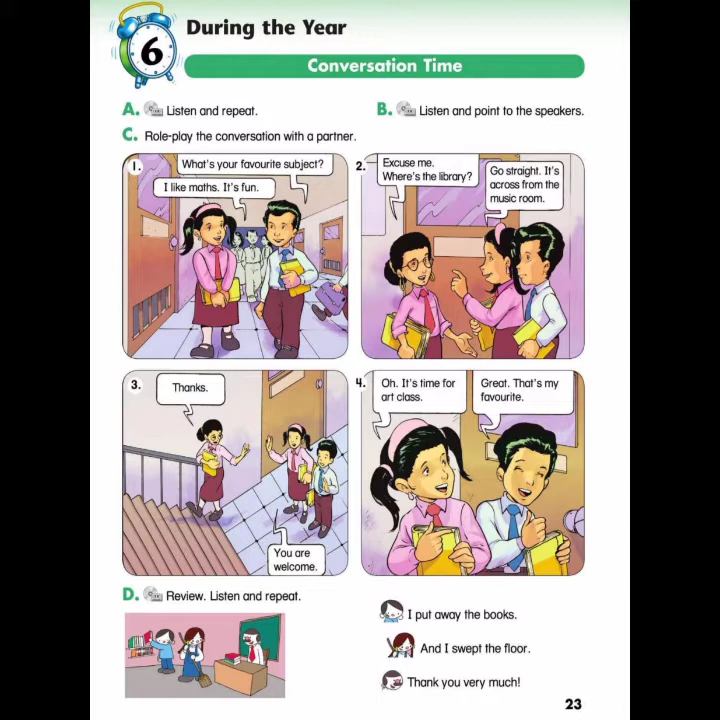 6
During the Year
Conversation Time
A. Listen and repeat.
B. Listen and point to the speakers.
C. Role-play the conversation with a partner.
1.
What's your favourite subject?
I like maths. It's fun.
2.
Excuse me.
Where's the library?
Go straight. It's
across from the
music room.
3.
Thanks.
You are
welcome.
4.
Oh. It's time for
art class.
Great. That's my
favourite.
D. Review. Listen and repeat.
I put away the books.
And I swept the floor.
Thank you very much!
23